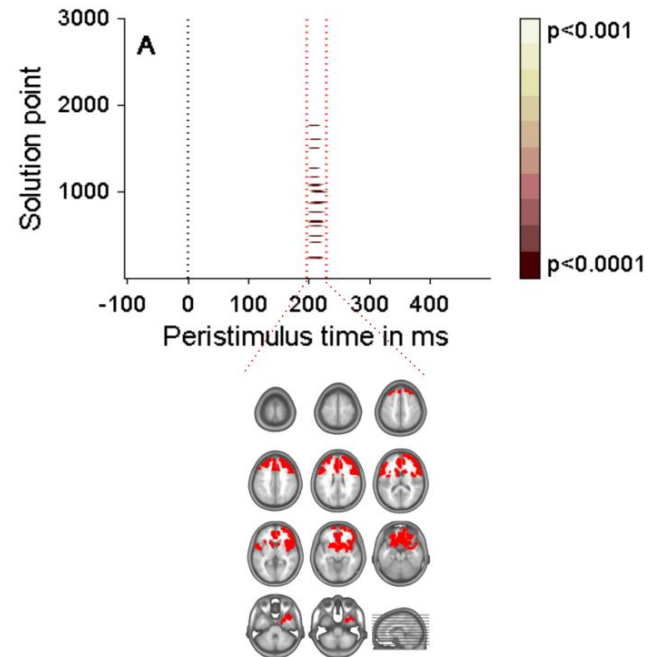 3000
A
p<0.001
2000
Solution point
1000
p<0.0001
-100 0 100 200 300 400
Peristimulus time in ms